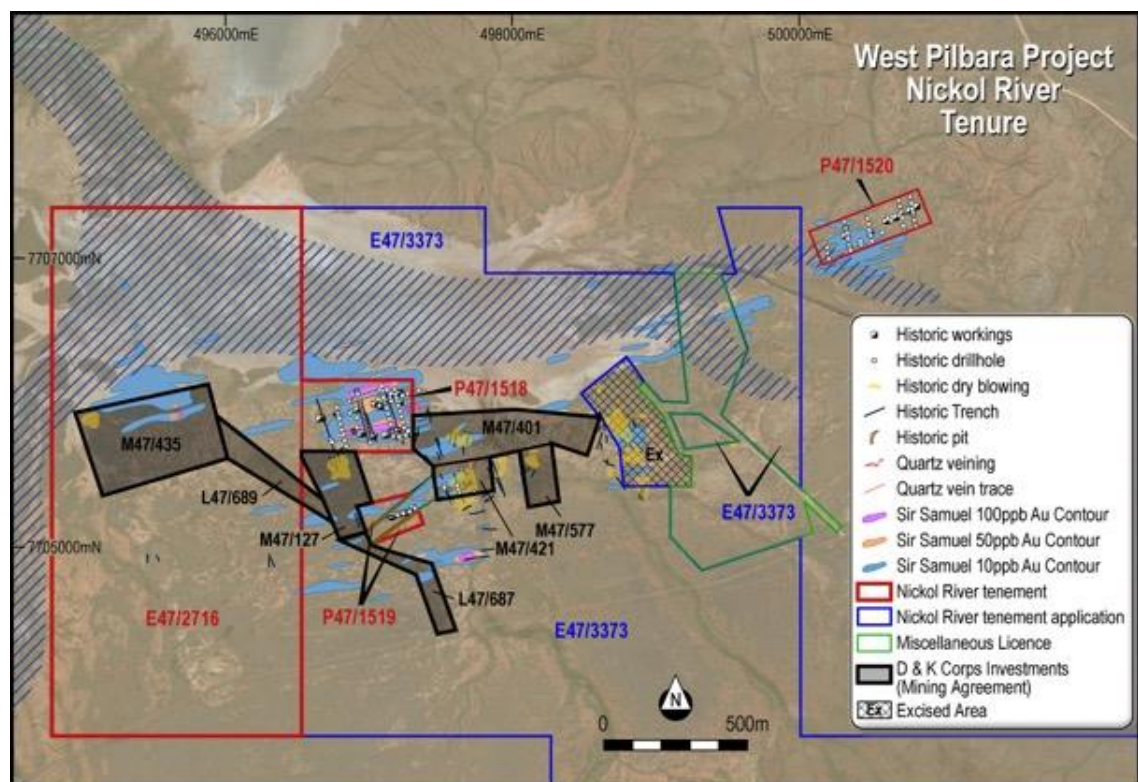 496000mE
498000mE
500000mE
West Pilbara Project
Nickol River
Tenure
P47/1520
E47/3373
7707000mN
P47/1518
M47/435
M47/401
Ex
L47/689
M47/577
E47/3373
M47/127
M47/421
7705000mN
L47/687
E47/2716
P47/1519
E47/3373
Historic workings
Historic drillhole
Historic dry blowing
Historic Trench
Historic pit
Quartz veining
Quartz vein trace
Sir Samuel 100ppb Au Contour
Sir Samuel 50ppb Au Contour
Sir Samuel 10ppb Au Contour
Nickol River tenement
Nickol River tenement application
Miscellaneous Licence
D & K Corps Investments
(Mining Agreement)
Ex Excised Area
N
0 500m